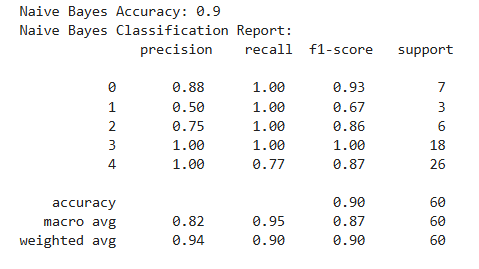 Naive Bayes Accuracy: 0.9
Naive Bayes Classification Report:
precision recall f1-score support
0 0.88 1.00 0.93 7
1 0.50 1.00 0.67 3
2 0.75 1.00 0.86 6
3 1.00 1.00 1.00 18
4 1.00 0.77 0.87 26
accuracy 0.90 60
macro avg 0.82 0.95 0.87 60
weighted avg 0.94 0.90 0.90 60